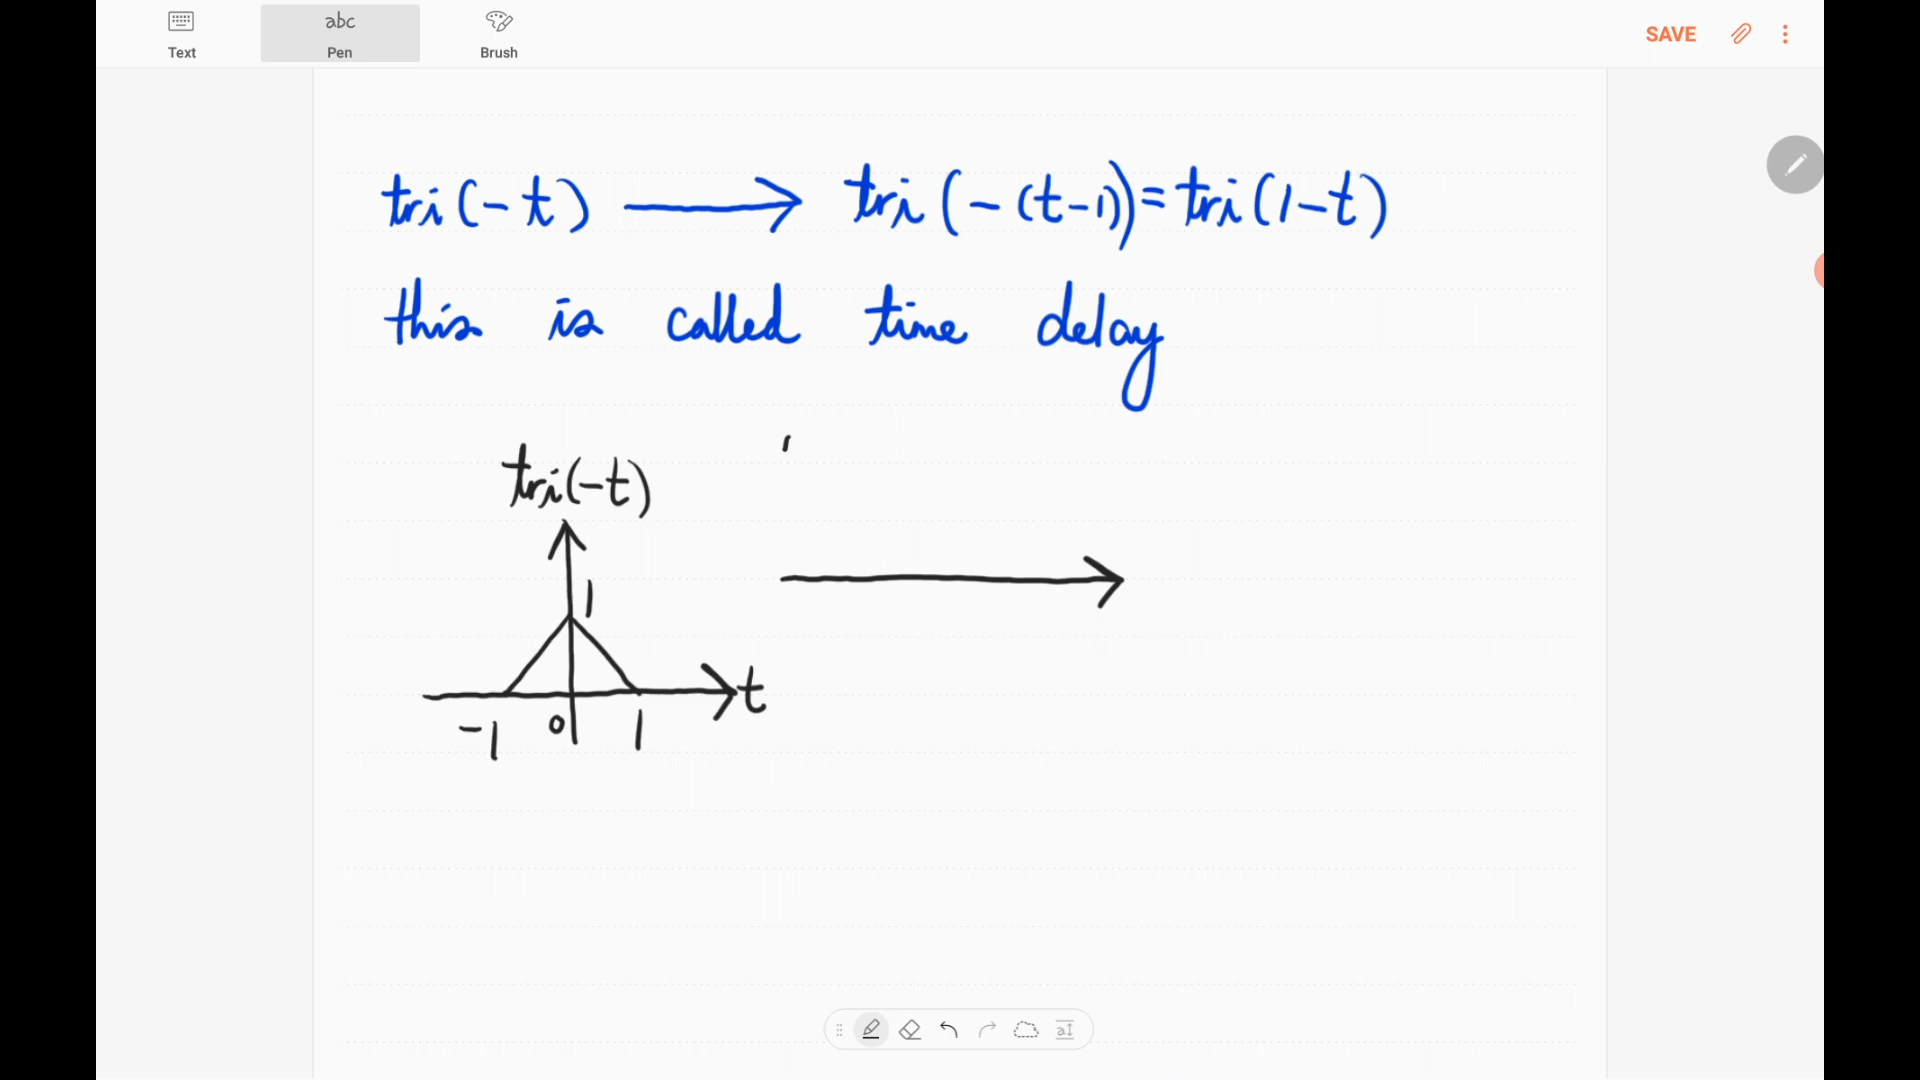 Text
abc
Pen
Brush
SAVE
tri(-t) → tri(-(t-1))=tri(1-t)
this is called time delay
tri(-t)
1
t
-1 0 1